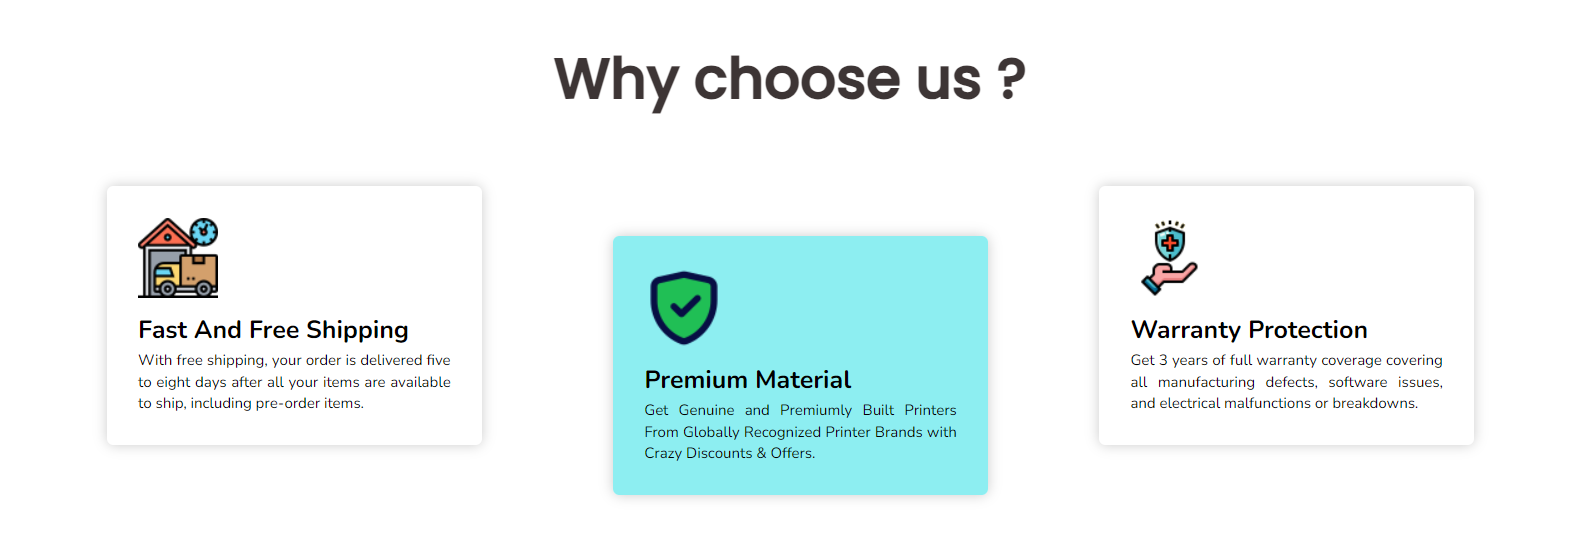 Why choose us ?
Fast And Free Shipping
With free shipping, your order is delivered five
to eight days after all your items are available
to ship, including pre-order items.
Premium Material
Get Genuine and Premiumly Built Printers
From Globally Recognized Printer Brands with
Crazy Discounts & Offers.
Warranty Protection
Get 3 years of full warranty coverage covering
all manufacturing defects, software issues,
and electrical malfunctions or breakdowns.